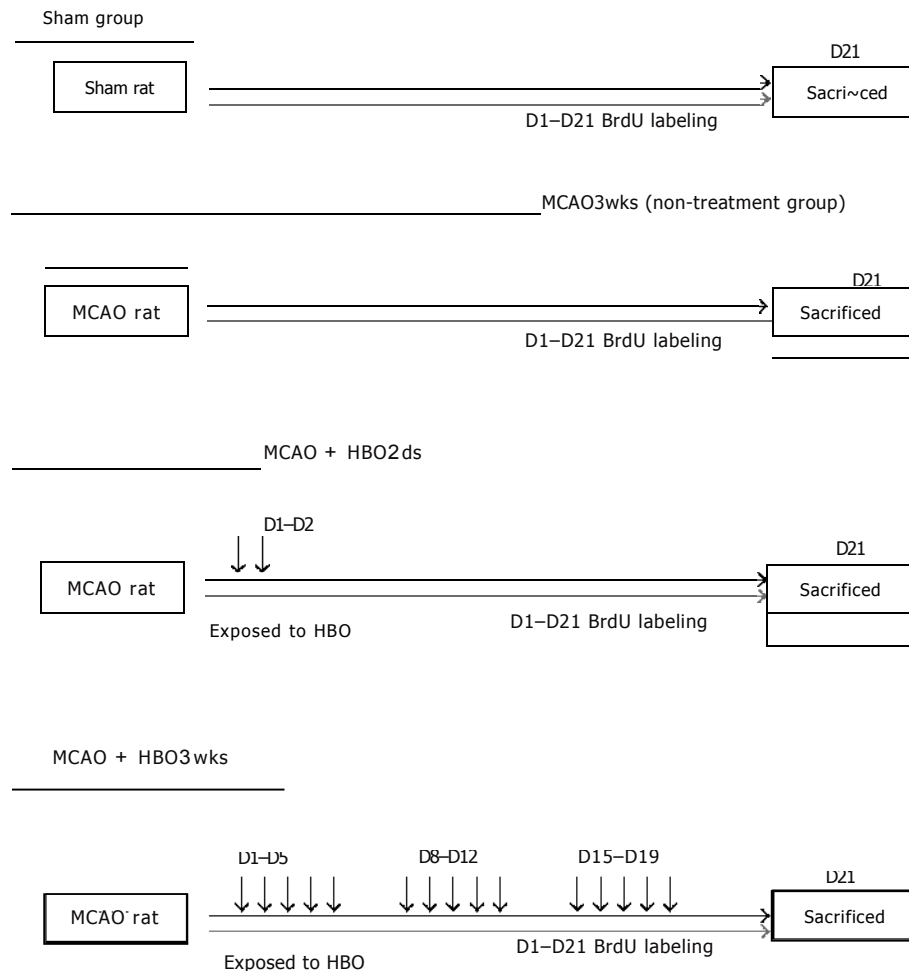 Sham group
D21
Sham rat
Sacri~ced
D1–D21 BrdU labeling
MCAO3wks (non-treatment group)
D21
MCAO rat
Sacrificed
D1–D21 BrdU labeling
MCAO + HBO2ds
D1–D2
D21
MCAO rat
Sacrificed
Exposed to HBO
D1–D21 BrdU labeling
MCAO + HBO3wks
D1–D5
D8–D12
D15–D19
D21
MCAO rat
Sacrificed
D1–D21 BrdU labeling
Exposed to HBO